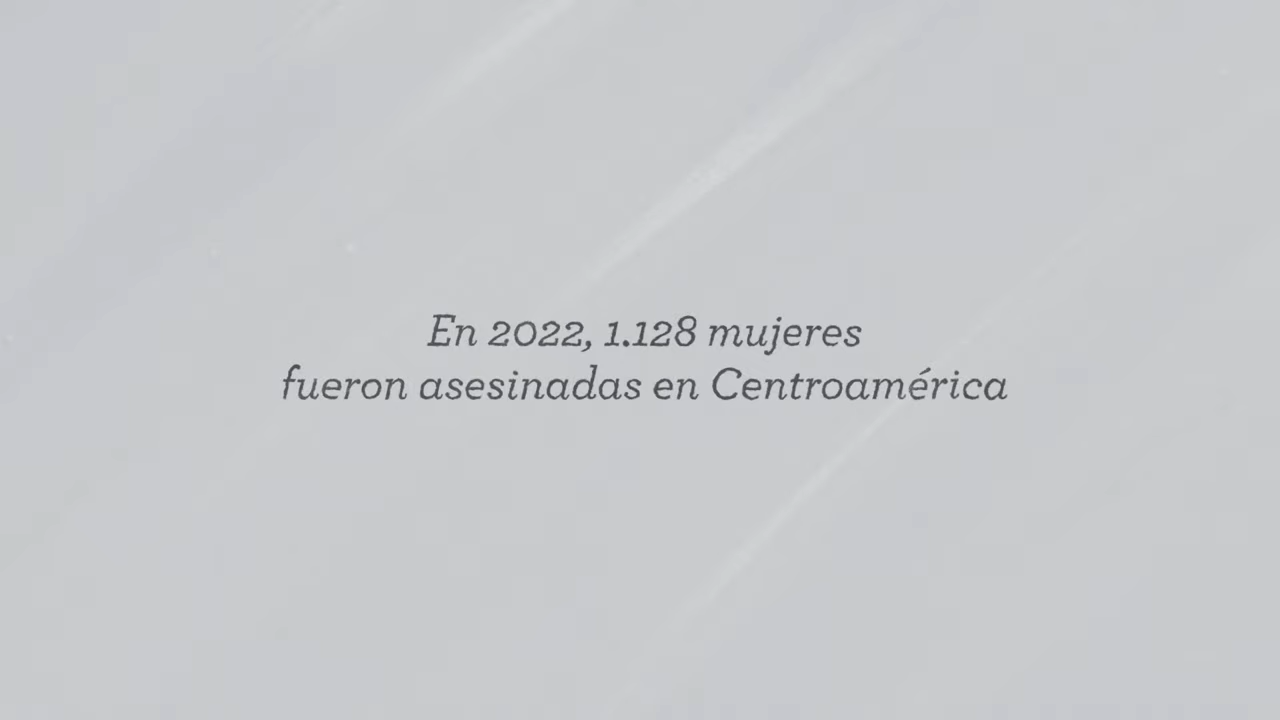 En 2022, 1.128 mujeres
fueron asesinadas en Centroamérica